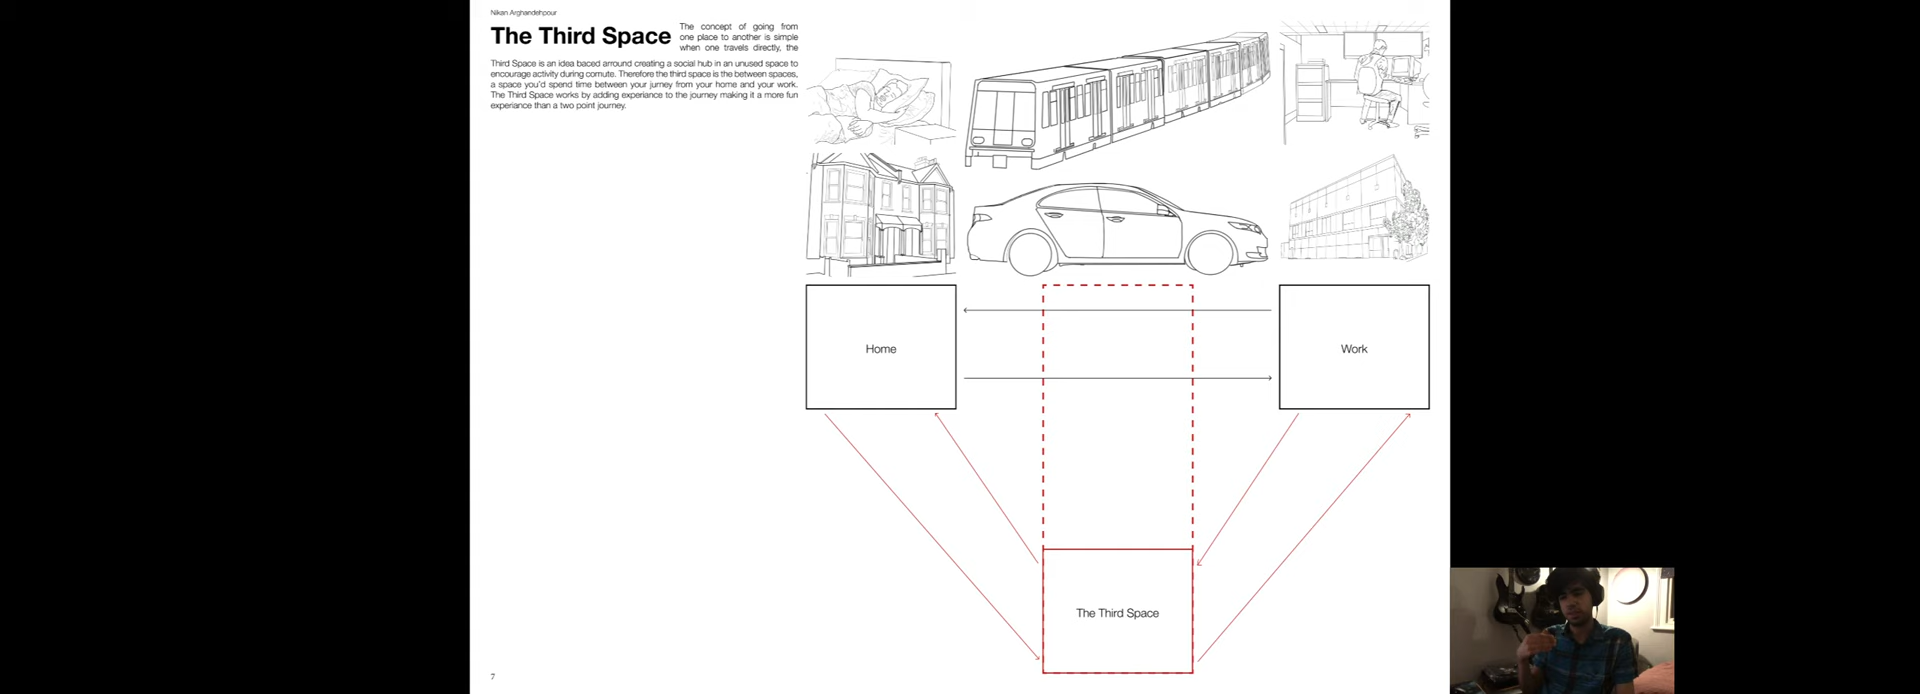 Nikan Arghandehpour
The Third Space
The concept of going from
one place to another is simple
when one travels directly, the
Third Space is an idea baced arround creating a social hub in an unused space to
encourage activity during comute. Therefore the third space is the between spaces,
a space you'd spend time between your jurney from your home and your work.
The Third Space works by adding experiance to the journey making it a more fun
experiance than a two point journey.
Home
Work
The Third Space
7